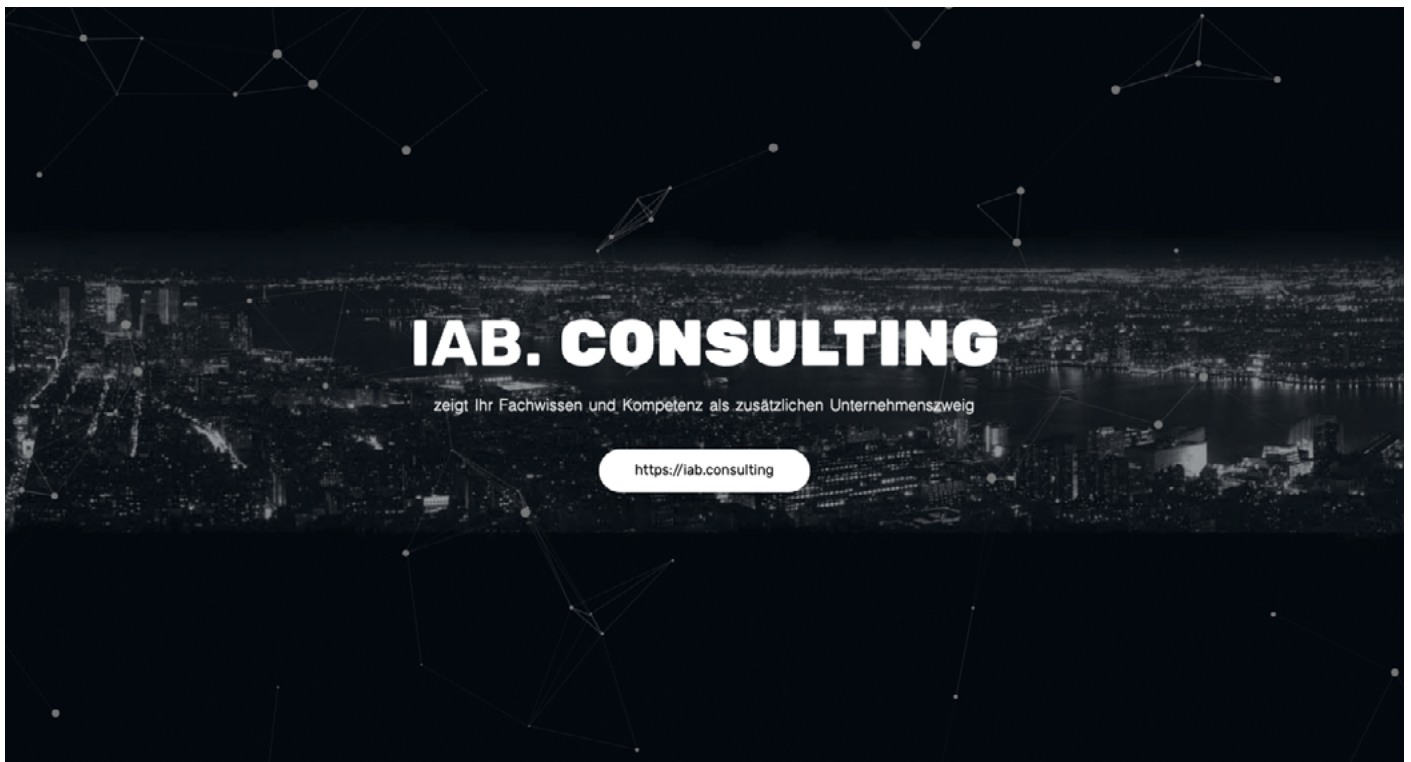 IAB. CONSULTING
zeigt Ihr Fachwissen und Kompetenz als zusätzlichen Unternehmenszweig
https://iab.consulting